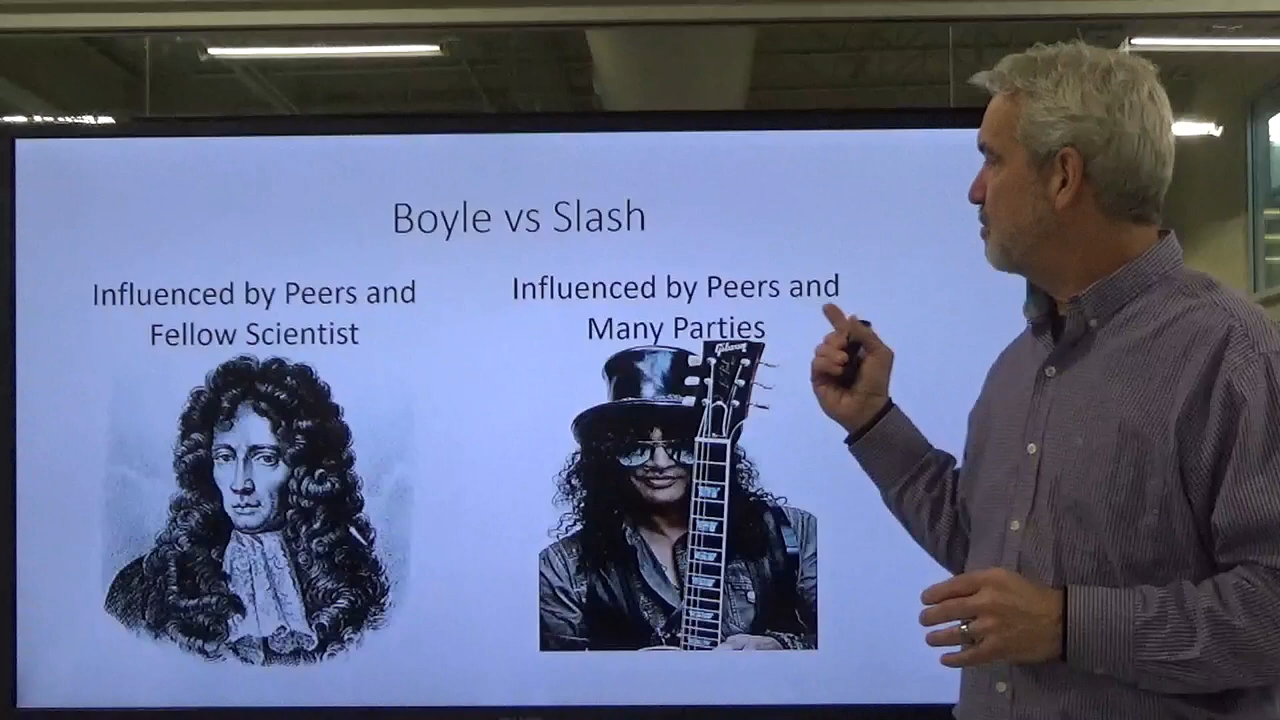 Boyle vs Slash
Influenced by Peers and
Fellow Scientist
Influenced by Peers and
Many Parties
Gibson